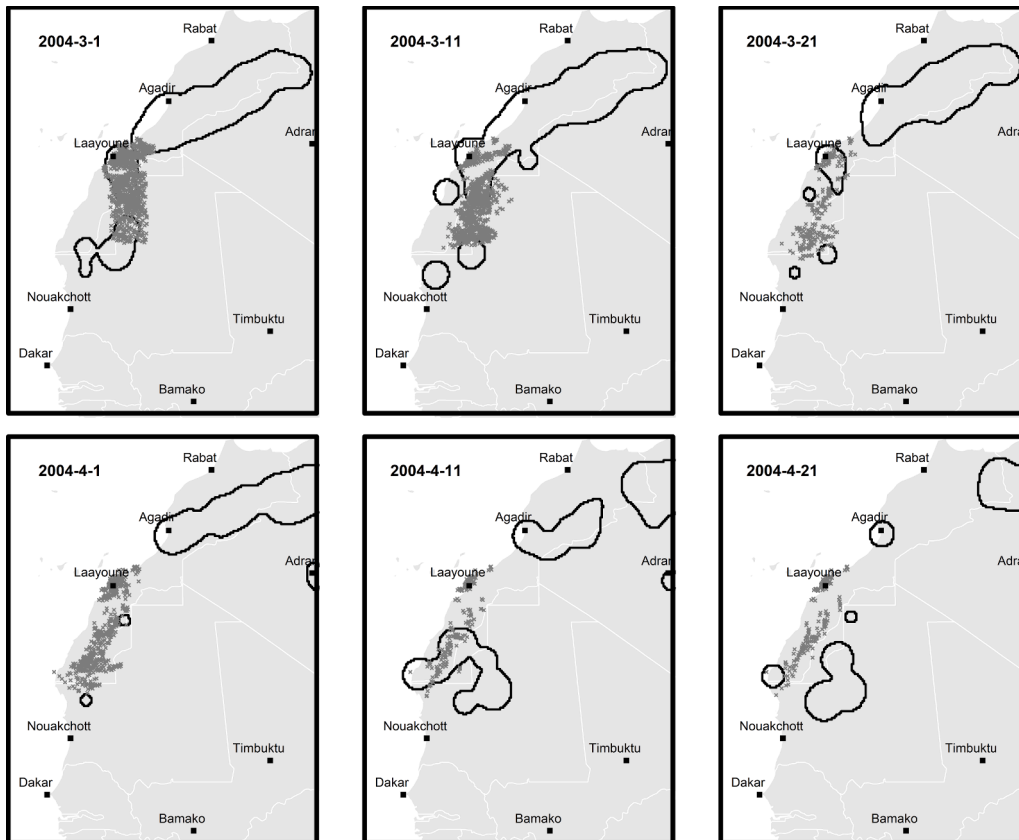 2004-3-1
Rabat
Agadir
Laayoune
Adrar
Nouakchott
Timbuktu
Dakar
Bamako
2004-3-11
Rabat
Agadir
Laayoune
Adrar
Nouakchott
Timbuktu
Dakar
Bamako
2004-3-21
Rabat
Agadir
Laayoune
Adra
Nouakchott
Timbuktu
Dakar
Bamako
2004-4-1
Rabat
Agadir
Adrar
Laayoune
Nouakchott
Timbuktu
Dakar
Bamako
2004-4-11
Rabat
Agadir
Adrar
Laayoune
Nouakchott
Timbuktu
Dakar
Bamako
2004-4-21
Rabat
Agadir
Adra
Laayoune
Nouakchott
Timbuktu
Dakar
Bamako